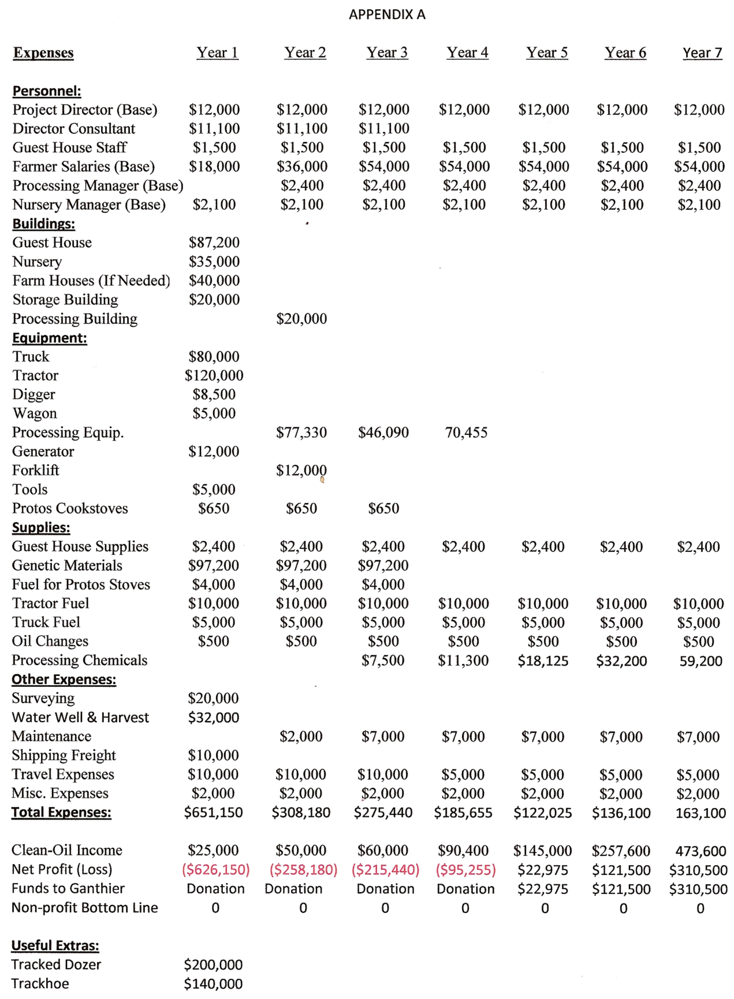 APPENDIX A
Expenses Year 1 Year 2 Year 3 Year 4 Year 5 Year 6 Year 7
Personnel:
Project Director (Base) $12,000 $12,000 $12,000 $12,000 $12,000 $12,000 $12,000
Director Consultant $11,100 $11,100 $11,100
Guest House Staff $1,500 $1,500 $1,500 $1,500 $1,500 $1,500 $1,500
Farmer Salaries (Base) $18,000 $36,000 $54,000 $54,000 $54,000 $54,000 $54,000
Processing Manager (Base) $2,400 $2,400 $2,400 $2,400 $2,400 $2,400
Nursery Manager (Base) $2,100 $2,100 $2,100 $2,100 $2,100 $2,100 $2,100
Buildings:
Guest House $87,200
Nursery $35,000
Farm Houses (If Needed) $40,000
Storage Building $20,000
Processing Building $20,000
Equipment:
Truck $80,000
Tractor $120,000
Digger $8,500
Wagon $5,000
Processing Equip. $77,330 $46,090 70,455
Generator $12,000
Forklift $12,000
Tools $5,000
Protos Cookstoves $650 $650 $650
Supplies:
Guest House Supplies $2,400 $2,400 $2,400 $2,400 $2,400 $2,400 $2,400
Genetic Materials $97,200 $97,200 $97,200
Fuel for Protos Stoves $4,000 $4,000 $4,000
Tractor Fuel $10,000 $10,000 $10,000 $10,000 $10,000 $10,000 $10,000
Truck Fuel $5,000 $5,000 $5,000 $5,000 $5,000 $5,000 $5,000
Oil Changes $500 $500 $500 $500 $500 $500 $500
Processing Chemicals $7,500 $11,300 $18,125 $32,200 59,200
Other Expenses:
Surveying $20,000
Water Well & Harvest $32,000
Maintenance $2,000 $7,000 $7,000 $7,000 $7,000 $7,000
Shipping Freight $10,000
Travel Expenses $10,000 $10,000 $10,000 $5,000 $5,000 $5,000 $5,000
Misc. Expenses $2,000 $2,000 $2,000 $2,000 $2,000 $2,000 $2,000
Total Expenses: $651,150 $308,180 $275,440 $185,655 $122,025 $136,100 163,100
Clean-Oil Income $25,000 $50,000 $60,000 $90,400 $145,000 $257,600 473,600
Net Profit (Loss) ($626,150) ($258,180) ($215,440) ($95,255) $22,975 $121,500 $310,500
Funds to Ganthier Donation Donation Donation Donation $22,975 $121,500 $310,500
Non-profit Bottom Line 0 0 0 0 0 0 0
Useful Extras:
Tracked Dozer $200,000
Trackhoe $140,000